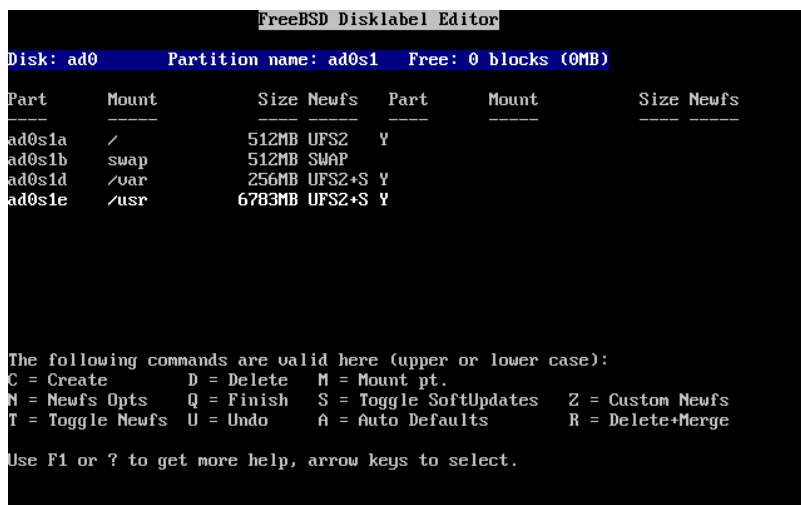 FreeBSD Disklabel Editor
Disk: ad0 Partition name: ad0s1 Free: 0 blocks (0MB)
Part Mount Size Newfs Part Mount Size Newfs
---- ----- ---- ----- ---- ----- ---- -----
ad0s1a / 512MB UFS2 Y
ad0s1b swap 512MB SWAP
ad0s1d /var 256MB UFS2+S Y
ad0s1e /usr 6783MB UFS2+S Y
The following commands are valid here (upper or lower case):
C = Create D = Delete M = Mount pt.
N = Newfs Opts Q = Finish S = Toggle SoftUpdates Z = Custom Newfs
T = Toggle Newfs U = Undo A = Auto Defaults R = Delete+Merge
Use F1 or ? to get more help, arrow keys to select.